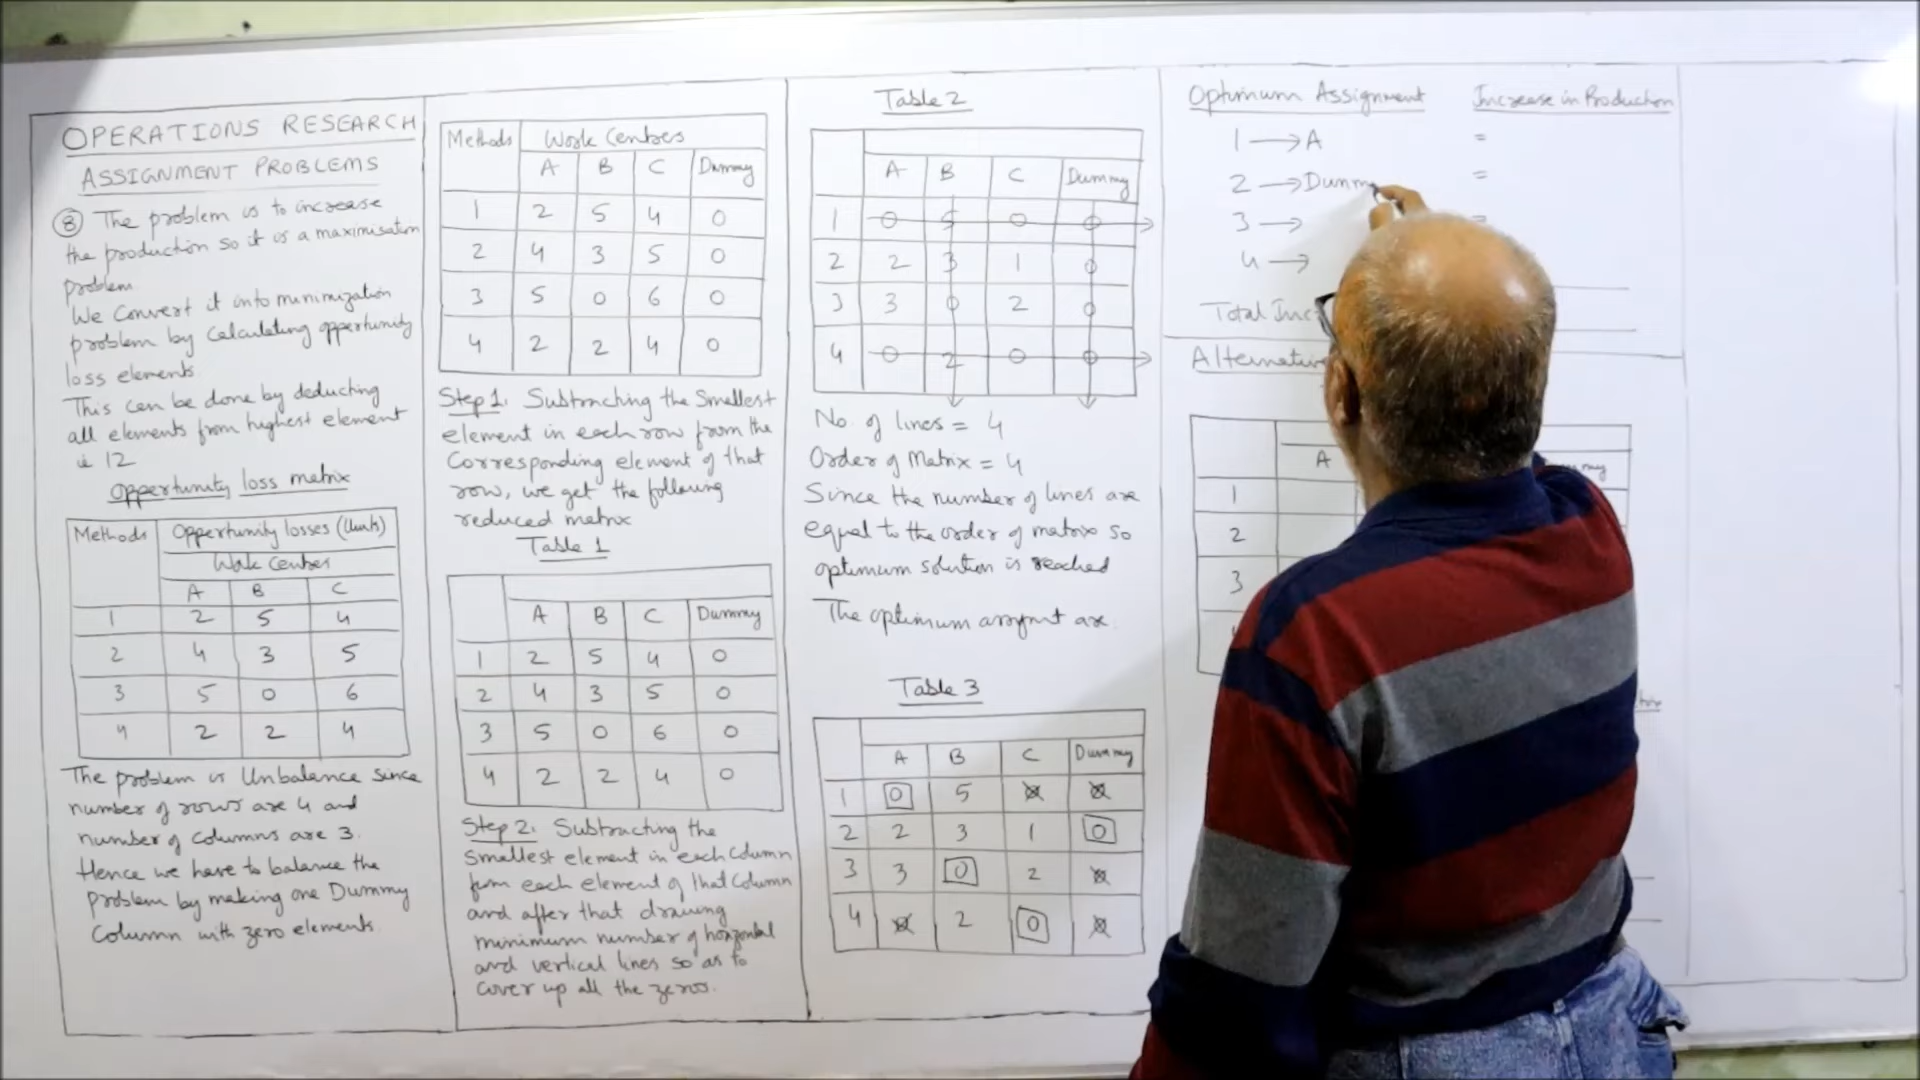 OPERATIONS RESEARCH
ASSIGNMENT PROBLEMS
⑧ The problem is to increase
the production so it is a maximisation
problem
We Convert it into minimization
problem by calculating oppertunity
loss elements
This can be done by deducting
all elements from highest element
ie 12
Oppertunity loss matrix
Methods Oppertunity losses (Units)
Work Centres
A B C
1 2 5 4
2 4 3 5
3 5 0 6
4 2 2 4
The problem is Unbalance since
number of rows are 4 and
number of columns are 3.
Hence we have to balance the
problem by making one Dummy
Column with zero elements.
Methods Work Centres
A B C Dummy
1 2 5 4 0
2 4 3 5 0
3 5 0 6 0
4 2 2 4 0
Step 1. Subtracting the Smallest
element in each row from the
Corresponding element of that
row, we get the following
reduced matrix
Table 1
A B C Dummy
1 2 5 4 0
2 4 3 5 0
3 5 0 6 0
4 2 2 4 0
Step 2. Subtracting the
Smallest element in each Column
from each element of that Column
and after that drawing
minimum number of horizontal
and vertical lines so as to
Cover up all the zeros.
Table 2
A B C Dummy
1 0 5 0 0
2 2 3 1 0
3 3 0 2 0
4 0 2 0 0
No. of lines = 4
Order of Matrix = 4
Since the number of lines are
equal to the order of matrix so
optimum solution is reached
The optimum assignment are.
Table 3
A B C Dummy
1 0 5 0 0
2 2 3 1 0
3 3 0 2 0
4 0 2 0 0
Optimum Assignment Increase in Production
1 → A =
2 → Dumm =
3 → =
4 →
Total Inc
Alternativ
A
1
2
3